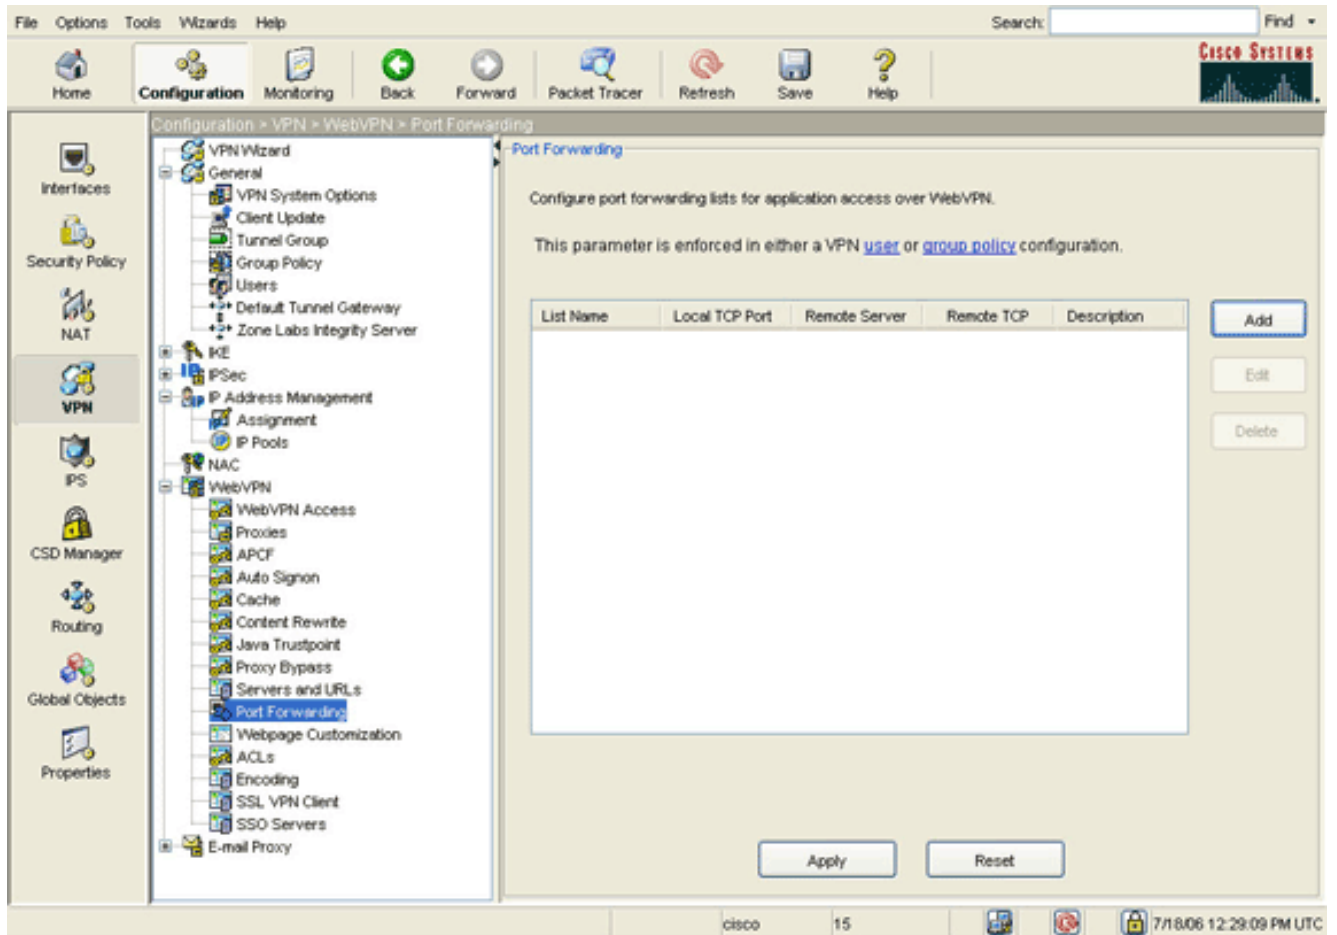 File Options Tools Wizards Help Search: Find
Home Configuration Monitoring Back Forward Packet Tracer Refresh Save Help
CISCO SYSTEMS
Configuration > VPN > WebVPN > Port Forwarding
Interfaces
Security Policy
NAT
VPN
IPS
CSD Manager
Routing
Global Objects
Properties
VPN Wizard
General
VPN System Options
Client Update
Tunnel Group
Group Policy
Users
Default Tunnel Gateway
Zone Labs Integrity Server
IKE
IPSec
IP Address Management
Assignment
IP Pools
NAC
WebVPN
WebVPN Access
Proxies
APCF
Auto Signon
Cache
Content Rewrite
Java Trustpoint
Proxy Bypass
Servers and URLs
Port Forwarding
Webpage Customization
ACLs
Encoding
SSL VPN Client
SSO Servers
E-mail Proxy
Port Forwarding
Configure port forwarding lists for application access over WebVPN.
This parameter is enforced in either a VPN user or group policy configuration.
List Name Local TCP Port Remote Server Remote TCP Description
Add
Edit
Delete
Apply Reset
cisco 15 7/18/06 12:29:09 PM UTC